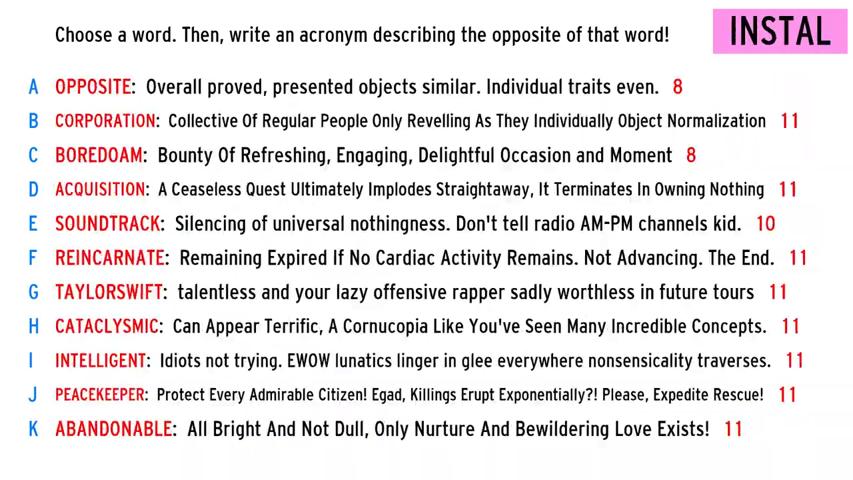 Choose a word. Then, write an acronym describing the opposite of that word!
INSTAL
A OPPOSITE: Overall proved, presented objects similar. Individual traits even. 8
B CORPORATION: Collective Of Regular People Only Revelling As They Individually Object Normalization 11
C BOREDOAM: Bounty Of Refreshing, Engaging, Delightful Occasion and Moment 8
D ACQUISITION: A Ceaseless Quest Ultimately Implodes Straightaway, It Terminates In Owning Nothing 11
E SOUNDTRACK: Silencing of universal nothingness. Don't tell radio AM-PM channels kid. 10
F REINCARNATE: Remaining Expired If No Cardiac Activity Remains. Not Advancing. The End. 11
G TAYLORSWIFT: talentless and your lazy offensive rapper sadly worthless in future tours 11
H CATACLYSMIC: Can Appear Terrific, A Cornucopia Like You've Seen Many Incredible Concepts. 11
I INTELLIGENT: Idiots not trying. EWOW lunatics linger in glee everywhere nonsensicality traverses. 11
J PEACEKEEPER: Protect Every Admirable Citizen! Egad, Killings Erupt Exponentially?! Please, Expedite Rescue! 11
K ABANDONABLE: All Bright And Not Dull, Only Nurture And Bewildering Love Exists! 11